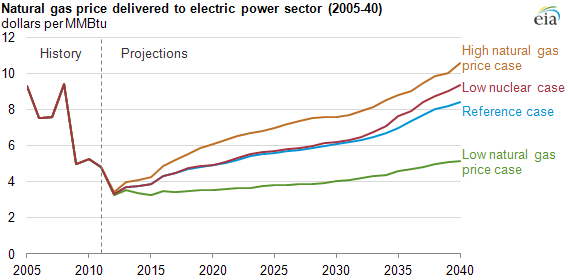 Natural gas price delivered to electric power sector (2005-40)
dollars per MMBtu
eia
12
10
8
6
4
2
0
History
Projections
High natural gas
price case
Low nuclear case
Reference case
Low natural gas
price case
2005
2010
2015
2020
2025
2030
2035
2040